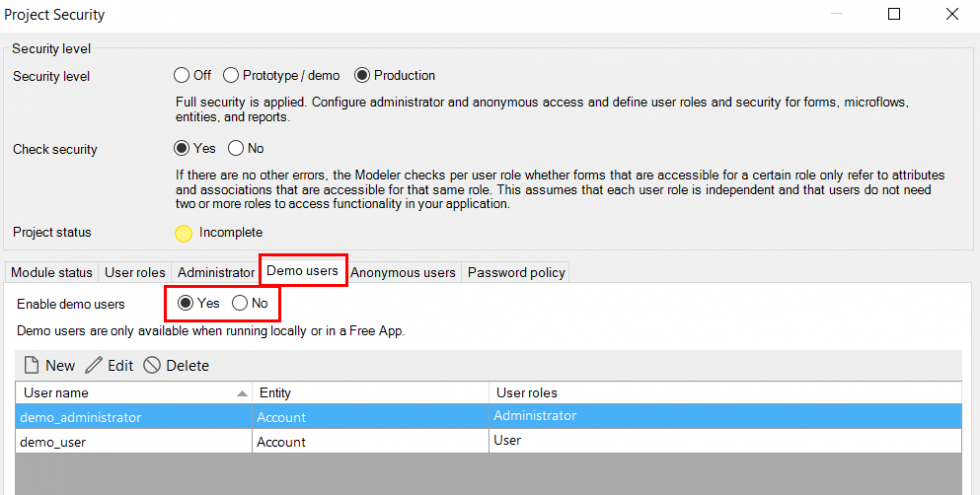 Project Security
Security level
Security level Off Prototype / demo Production
Full security is applied. Configure administrator and anonymous access and define user roles and security for forms, microflows,
entities, and reports.
Check security Yes No
If there are no other errors, the Modeler checks per user role whether forms that are accessible for a certain role only refer to attributes
and associations that are accessible for that same role. This assumes that each user role is independent and that users do not need
two or more roles to access functionality in your application.
Project status Incomplete
Module status User roles Administrator Demo users Anonymous users Password policy
Enable demo users Yes No
Demo users are only available when running locally or in a Free App.
New Edit Delete
User name Entity User roles
demo_administrator Account Administrator
demo_user Account User